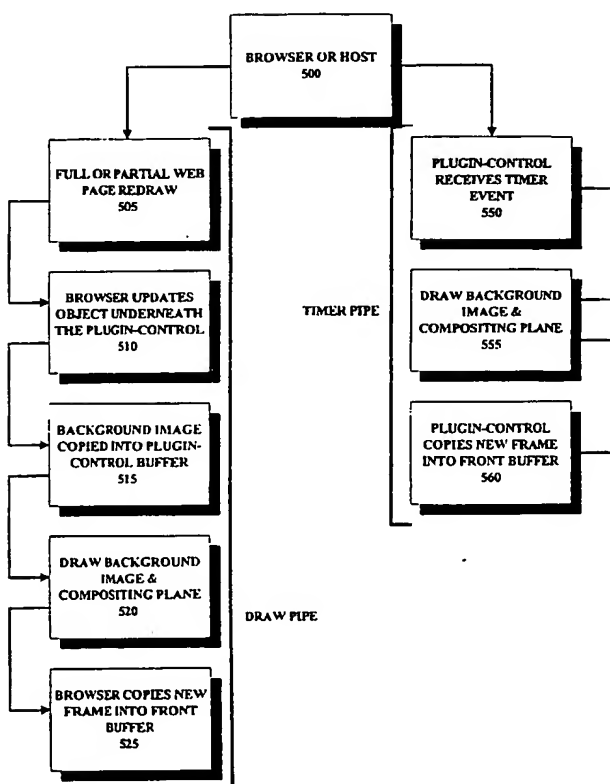 BROWSER OR HOST
500
FULL OR PARTIAL WEB
PAGE REDRAW
505
BROWSER UPDATES
OBJECT UNDERNEATH
THE PLUGIN-CONTROL
510
BACKGROUND IMAGE
COPIED INTO PLUGIN-
CONTROL BUFFER
515
DRAW BACKGROUND
IMAGE &
COMPOSITING PLANE
520
BROWSER COPIES NEW
FRAME INTO FRONT
BUFFER
525
DRAW PIPE
TIMER PIPE
PLUGIN-CONTROL
RECEIVES TIMER
EVENT
550
DRAW BACKGROUND
IMAGE &
COMPOSITING PLANE
555
PLUGIN-CONTROL
COPIES NEW FRAME
INTO FRONT BUFFER
560